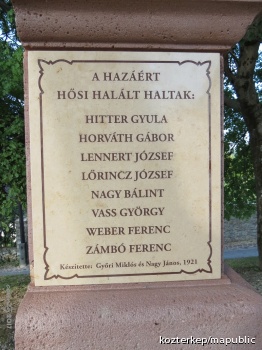 A HAZÁÉRT
HŐSI HALÁLT HALTAK:
HITTER GYULA
HORVÁTH GÁBOR
LENNERT JÓZSEF
LŐRINCZ JÓZSEF
NAGY BÁLINT
VASS GYÖRGY
WEBER FERENC
ZÁMBÓ FERENC
Készítette: Győri Miklós és Nagy János, 1921
kozterkep/mapublic